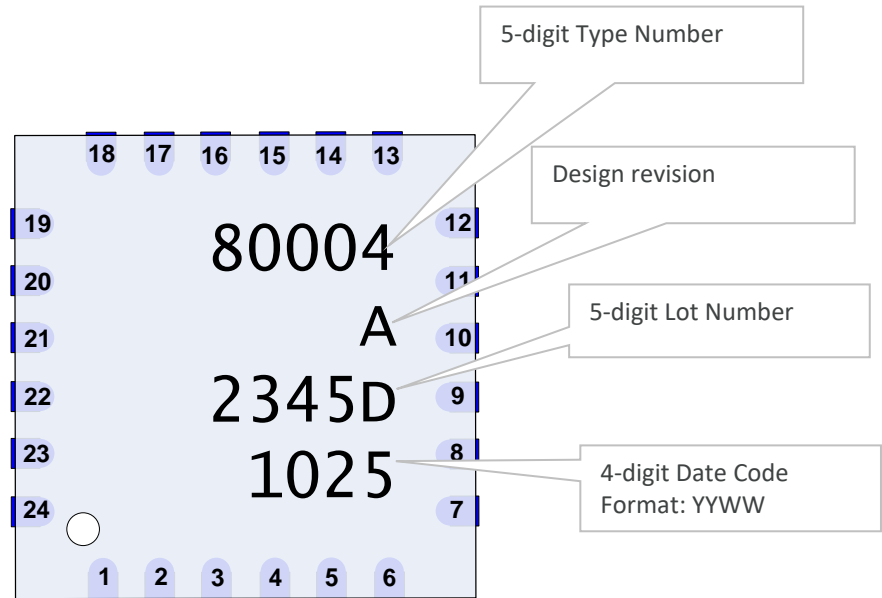 5-digit Type Number
18 17 16 15 14 13
Design revision
19
12
80004
20
11
5-digit Lot Number
A
21
10
2345D
22
9
23
8
1025
4-digit Date Code
Format: YYWW
24
7
1 2 3 4 5 6